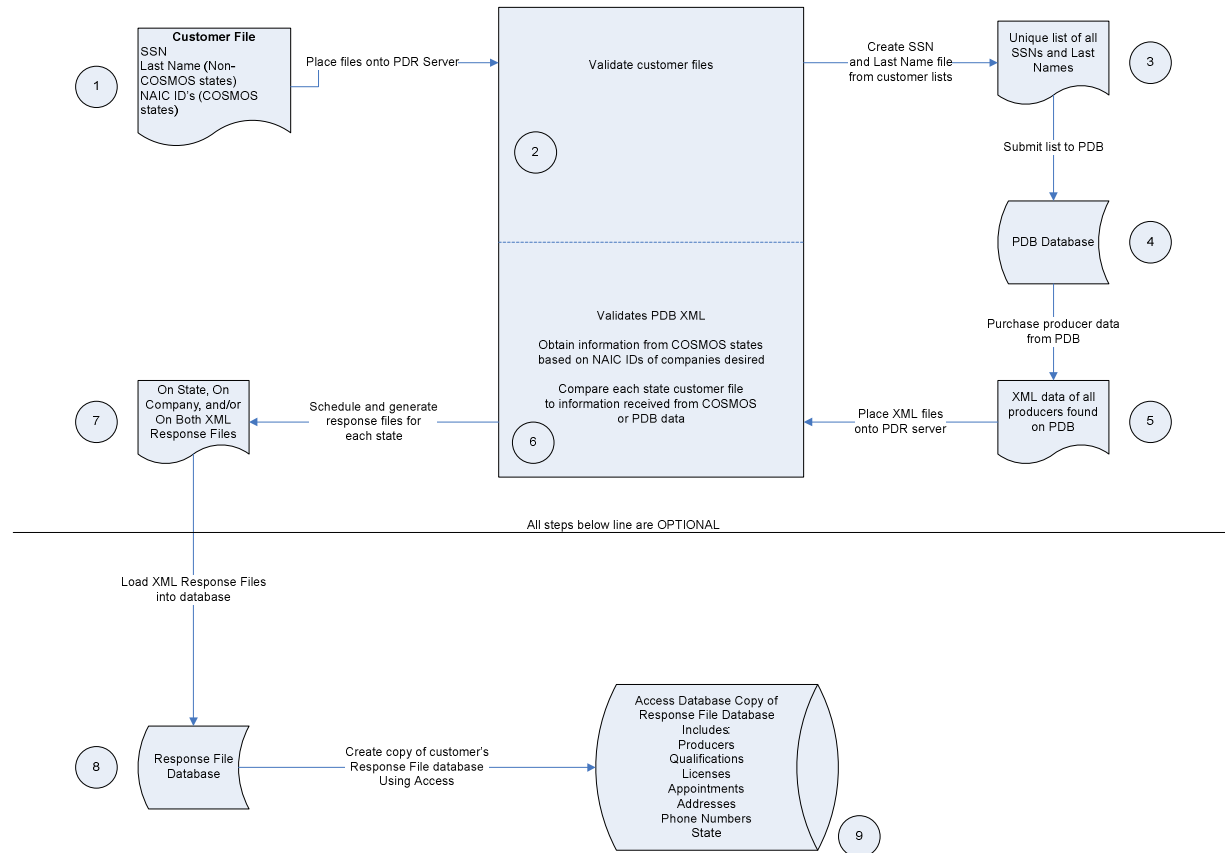 Customer File
SSN
Last Name (Non-
COSMOS states)
NAIC ID's (COSMOS
states)
1
Place files onto PDR Server
Validate customer files
2
Create SSN
and Last Name file
from customer lists
Unique list of all
SSNs and Last
Names
3
Submit list to PDB
PDB Database
4
Purchase producer data
from PDB
XML data of all
producers found
on PDB
5
Place XML files
onto PDR server
Validates PDB XML
Obtain information from COSMOS states
based on NAIC IDs of companies desired
Compare each state customer file
to information received from COSMOS
or PDB data
6
Schedule and generate
response files for
each state
On State, On
Company, and/or
On Both XML
Response Files
7
All steps below line are OPTIONAL
Load XML Response Files
into database
Response File
Database
8
Create copy of customer's
Response File database
Using Access
Access Database Copy of
Response File Database
Includes:
Producers
Qualifications
Licenses
Appointments
Addresses
Phone Numbers
State
9